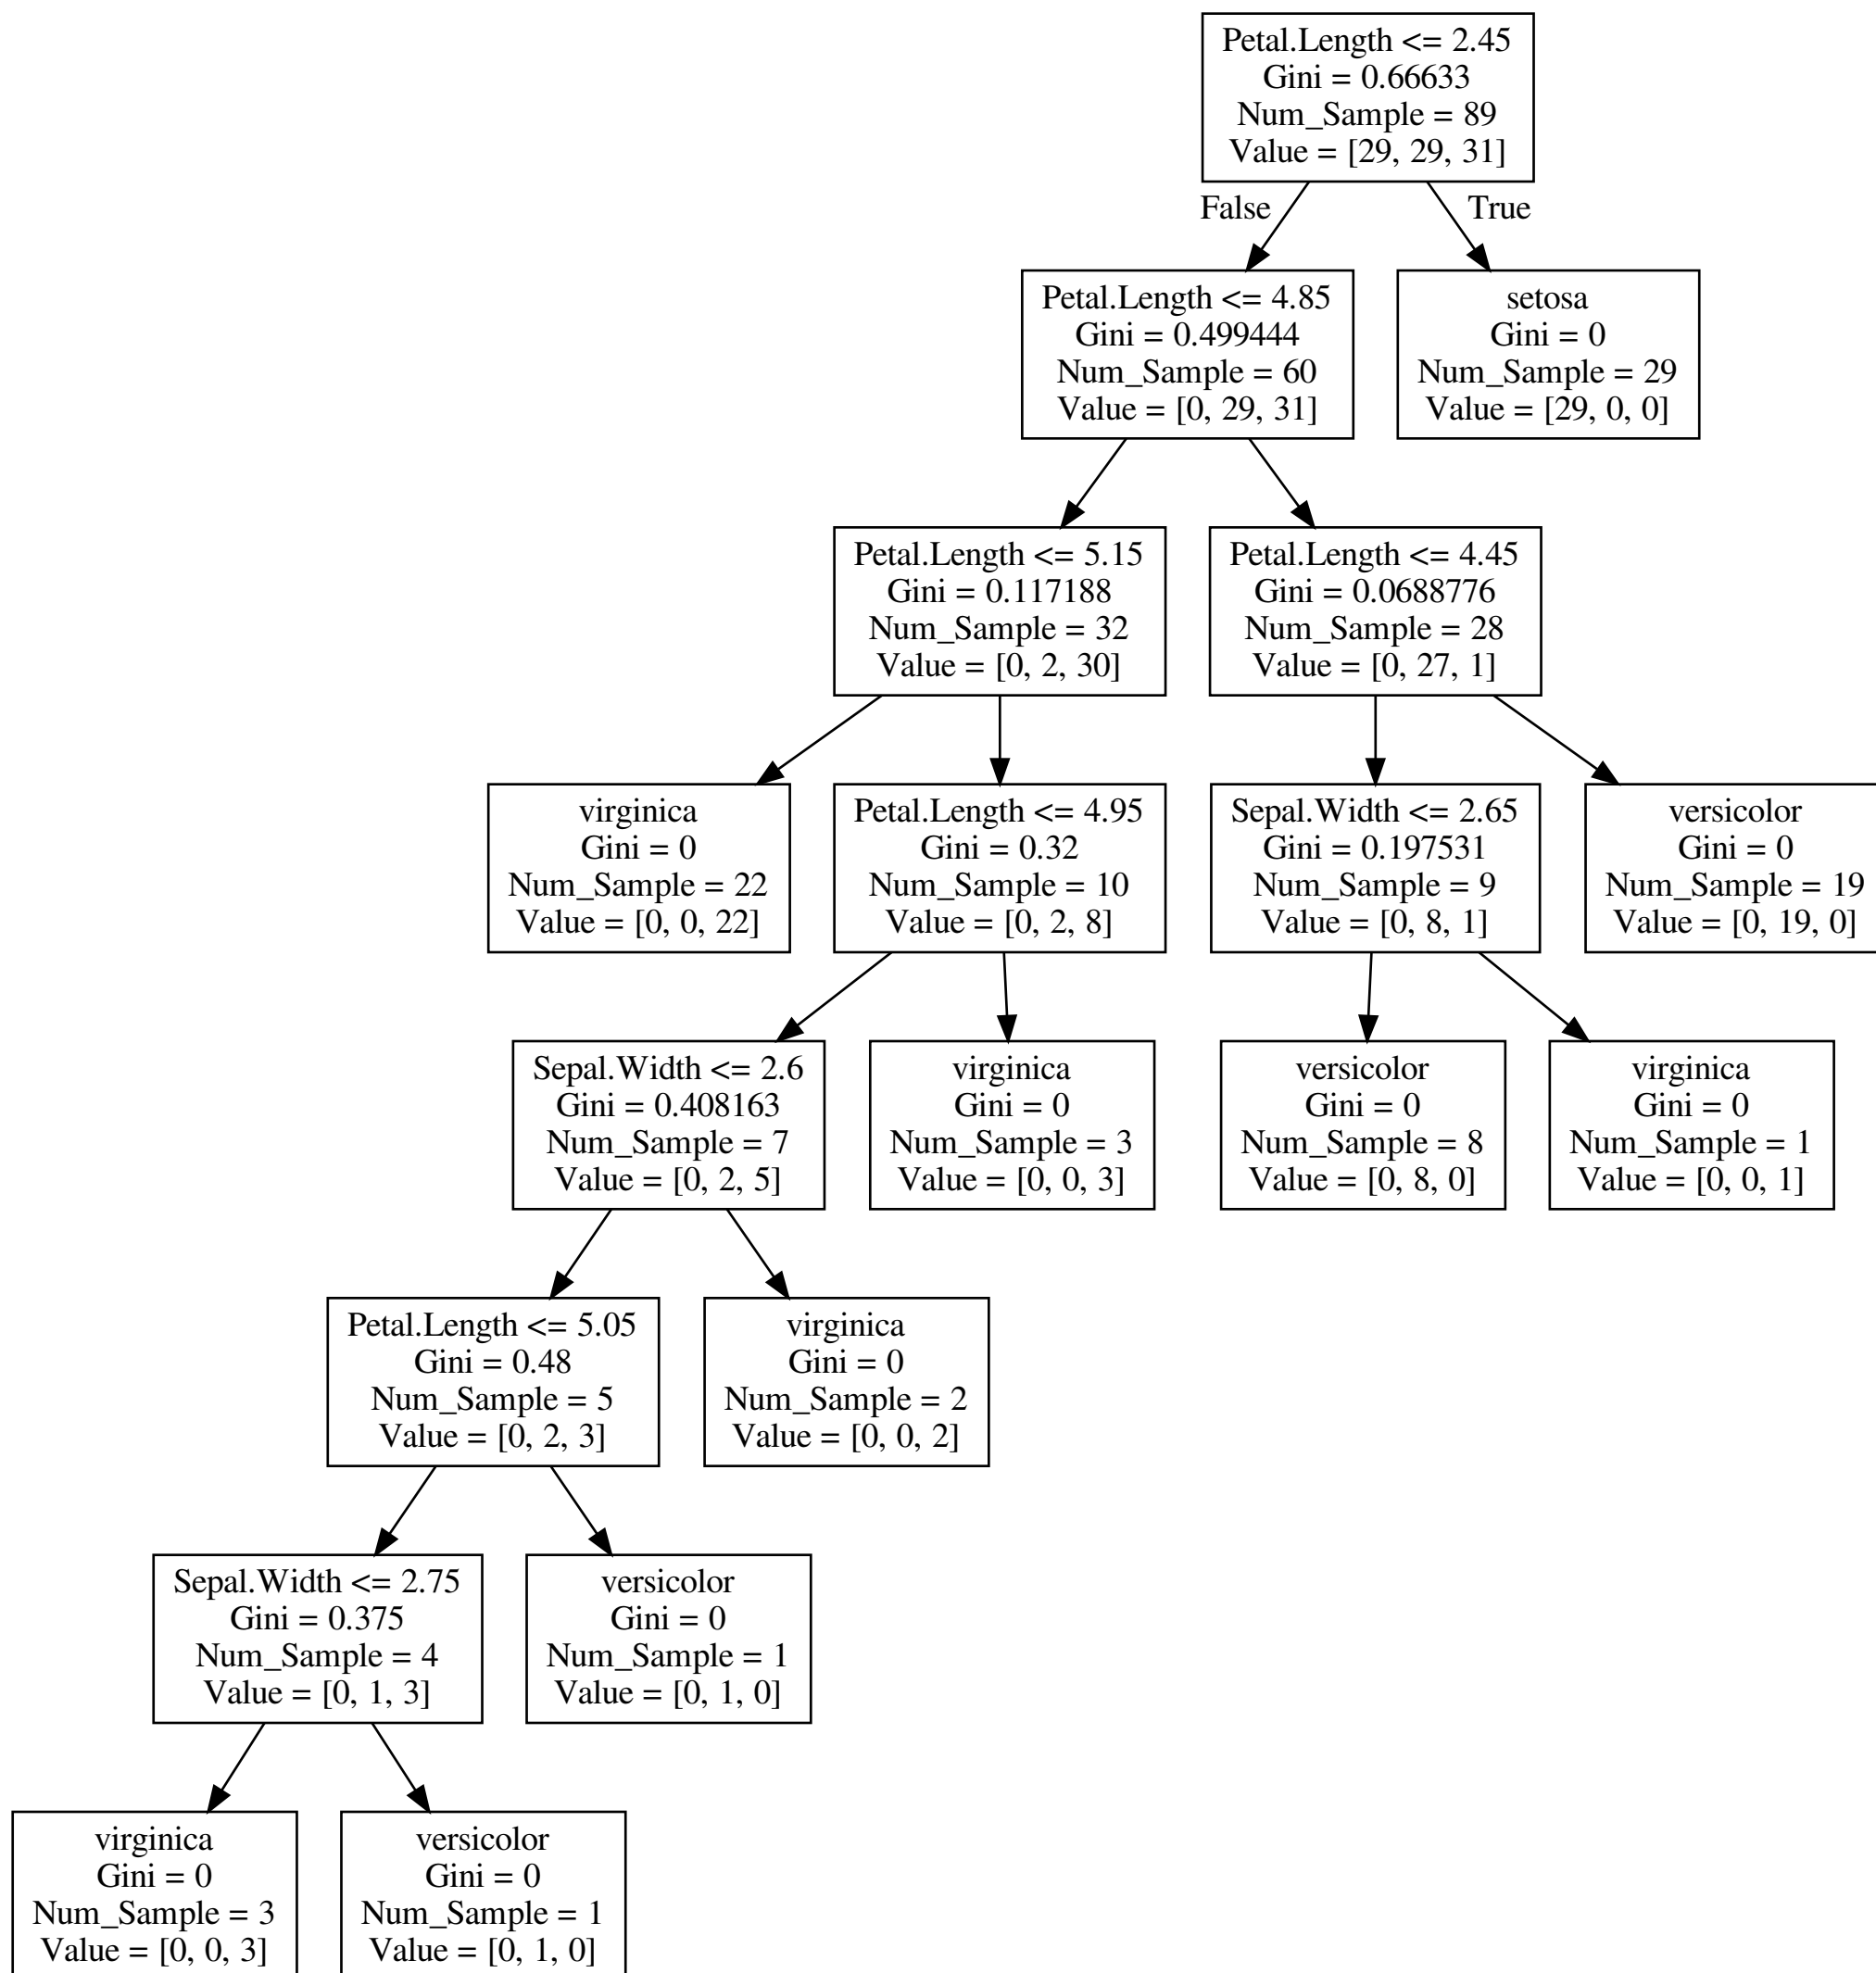 Petal.Length <= 2.45
Gini = 0.66633
Num_Sample = 89
Value = [29, 29, 31]
False
True
Petal.Length <= 4.85
Gini = 0.499444
Num_Sample = 60
Value = [0, 29, 31]
setosa
Gini = 0
Num_Sample = 29
Value = [29, 0, 0]
Petal.Length <= 5.15
Gini = 0.117188
Num_Sample = 32
Value = [0, 2, 30]
Petal.Length <= 4.45
Gini = 0.0688776
Num_Sample = 28
Value = [0, 27, 1]
virginica
Gini = 0
Num_Sample = 22
Value = [0, 0, 22]
Petal.Length <= 4.95
Gini = 0.32
Num_Sample = 10
Value = [0, 2, 8]
Sepal.Width <= 2.65
Gini = 0.197531
Num_Sample = 9
Value = [0, 8, 1]
versicolor
Gini = 0
Num_Sample = 19
Value = [0, 19, 0]
Sepal.Width <= 2.6
Gini = 0.408163
Num_Sample = 7
Value = [0, 2, 5]
virginica
Gini = 0
Num_Sample = 3
Value = [0, 0, 3]
versicolor
Gini = 0
Num_Sample = 8
Value = [0, 8, 0]
virginica
Gini = 0
Num_Sample = 1
Value = [0, 0, 1]
Petal.Length <= 5.05
Gini = 0.48
Num_Sample = 5
Value = [0, 2, 3]
virginica
Gini = 0
Num_Sample = 2
Value = [0, 0, 2]
Sepal.Width <= 2.75
Gini = 0.375
Num_Sample = 4
Value = [0, 1, 3]
versicolor
Gini = 0
Num_Sample = 1
Value = [0, 1, 0]
virginica
Gini = 0
Num_Sample = 3
Value = [0, 0, 3]
versicolor
Gini = 0
Num_Sample = 1
Value = [0, 1, 0]